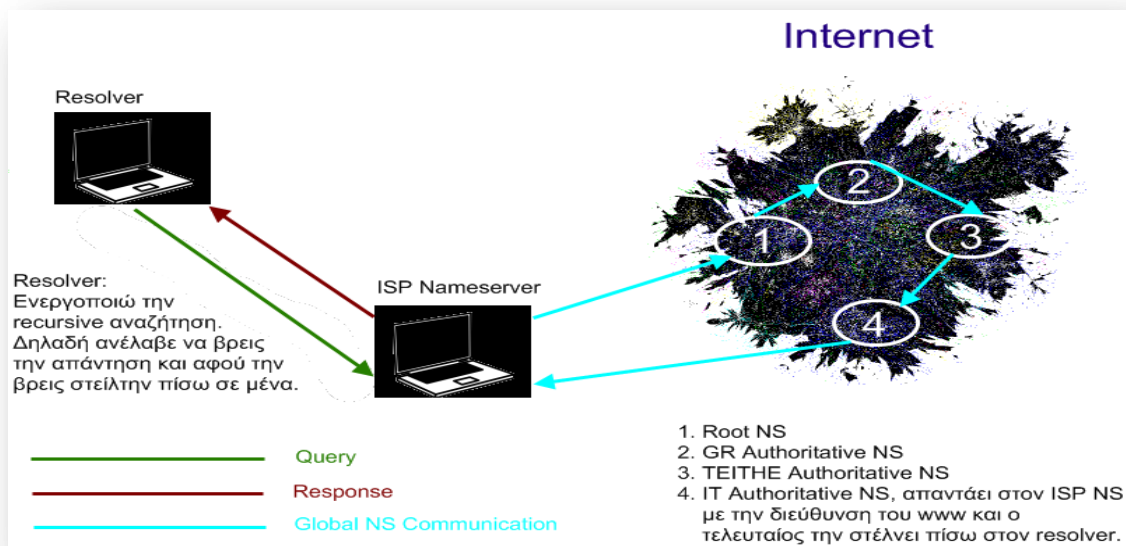 Internet
Resolver
2
1
3
4
Resolver:
Ενεργοποιώ την
recursive αναζήτηση.
Δηλαδή ανέλαβε να βρεις
την απάντηση και αφού την
βρεις στείλτην πίσω σε μένα.
ISP Nameserver
Query
Response
Global NS Communication
1. Root NS
2. GR Authoritative NS
3. TEITHE Authoritative NS
4. IT Authoritative NS, απαντάει στον ISP NS
με την διεύθυνση του www και ο
τελευταίος την στέλνει πίσω στον resolver.